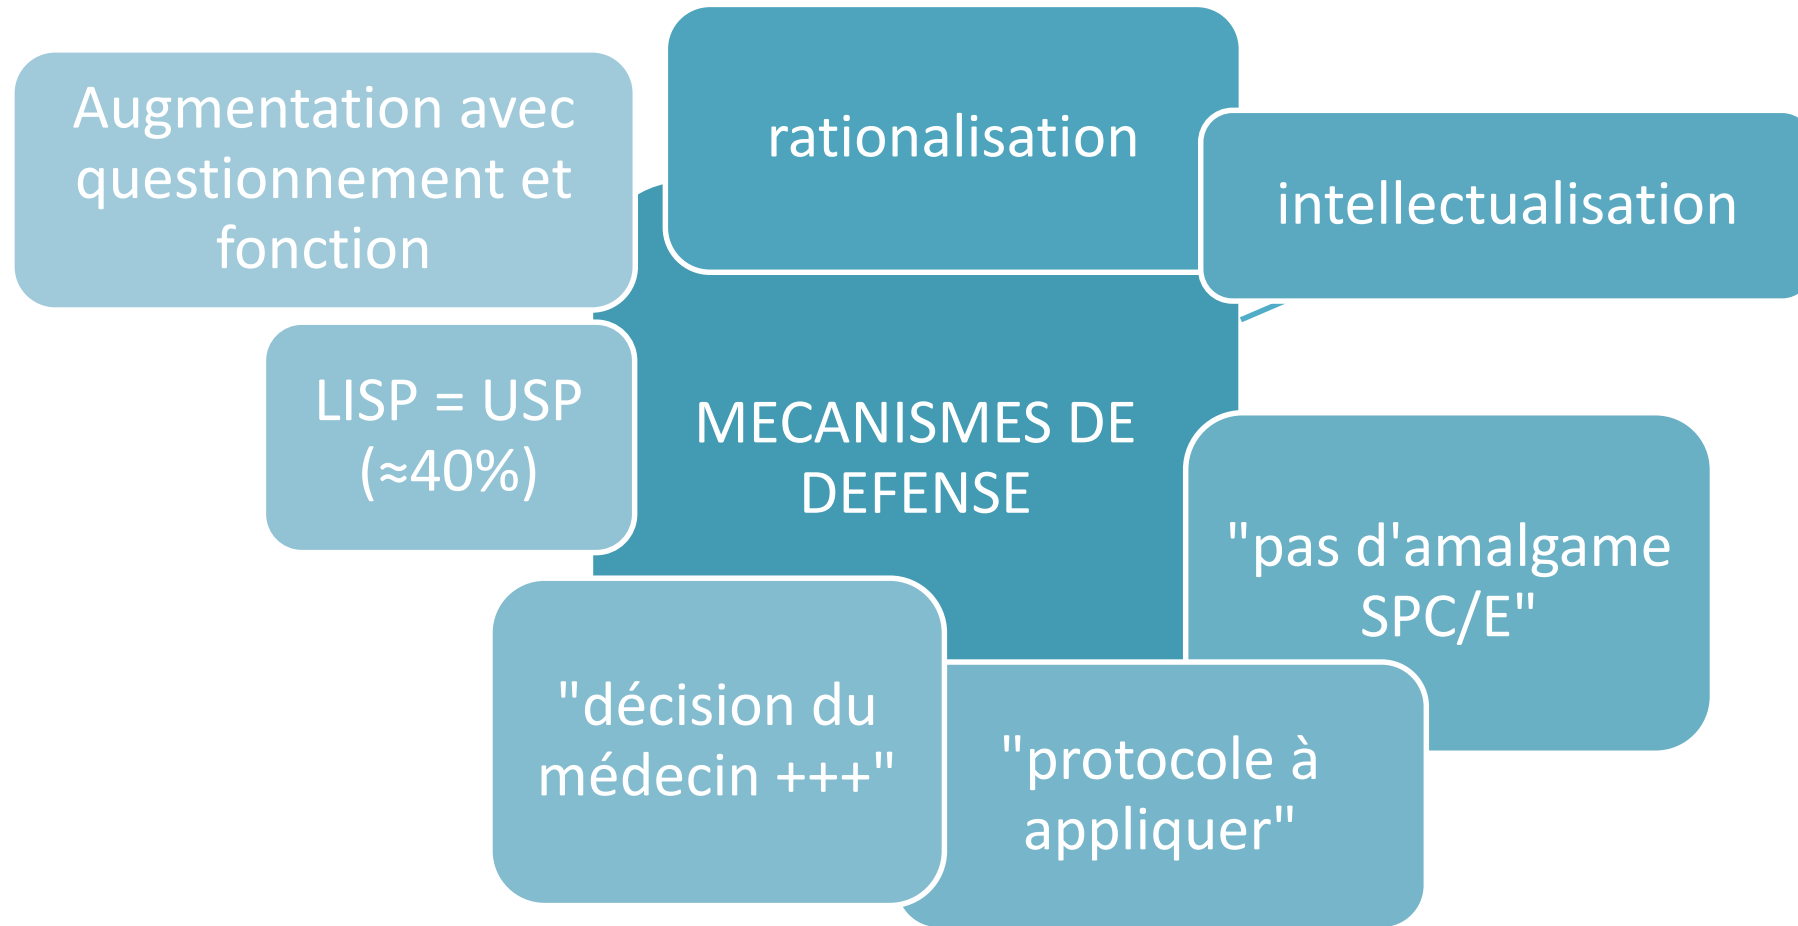 Augmentation avec
questionnement et
fonction
rationalisation
intellectualisation
LISP = USP
(≈40%)
MECANISMES DE
DEFENSE
"pas d'amalgame
SPC/E"
"décision du
médecin +++"
"protocole à
appliquer"